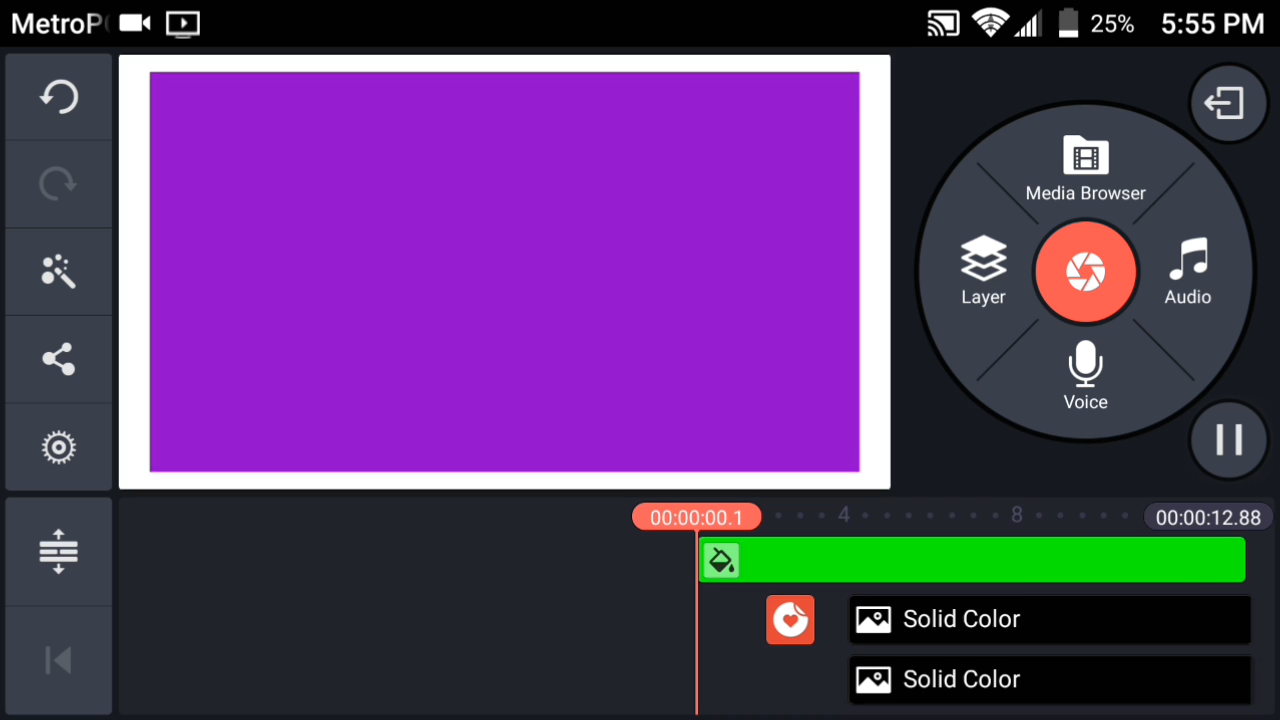 MetroP
25%
5:55 PM
Media Browser
Layer
Audio
Voice
00:00:00.1
4
8
00:00:12.88
Solid Color
Solid Color